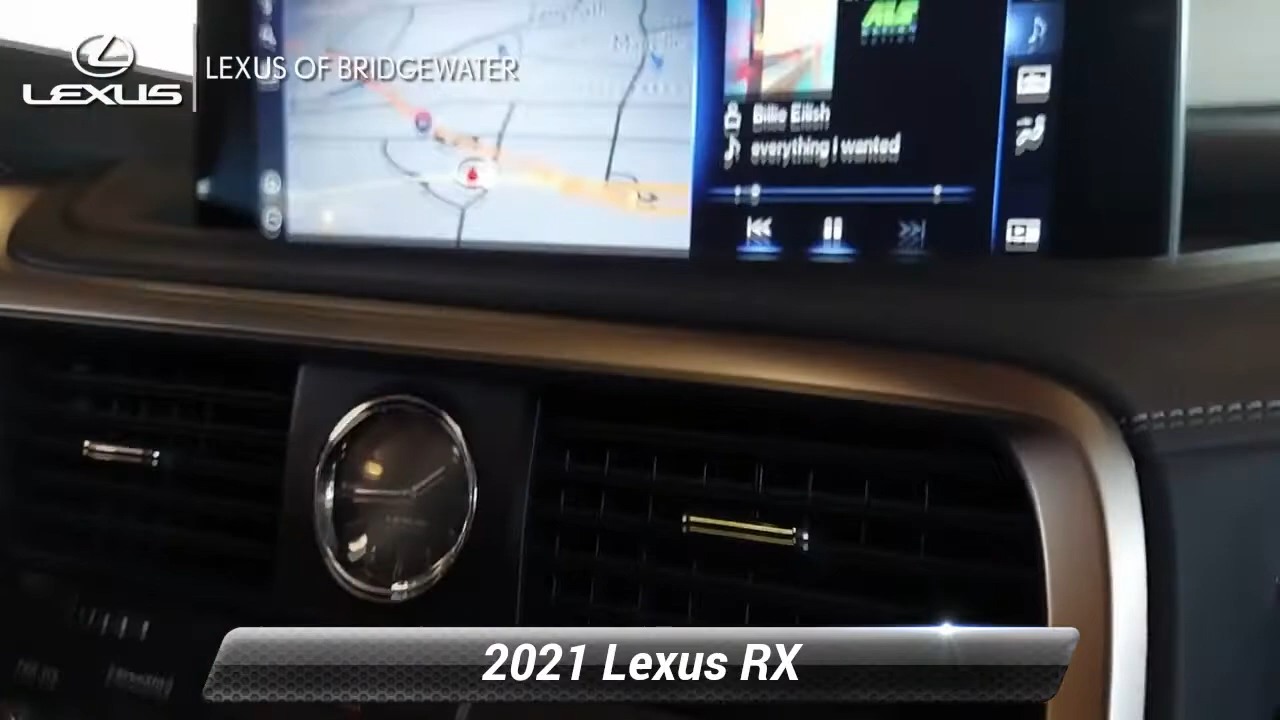 LEXUS
LEXUS OF BRIDGEWATER
Billie Eilish
everything i wanted
2021 Lexus RX